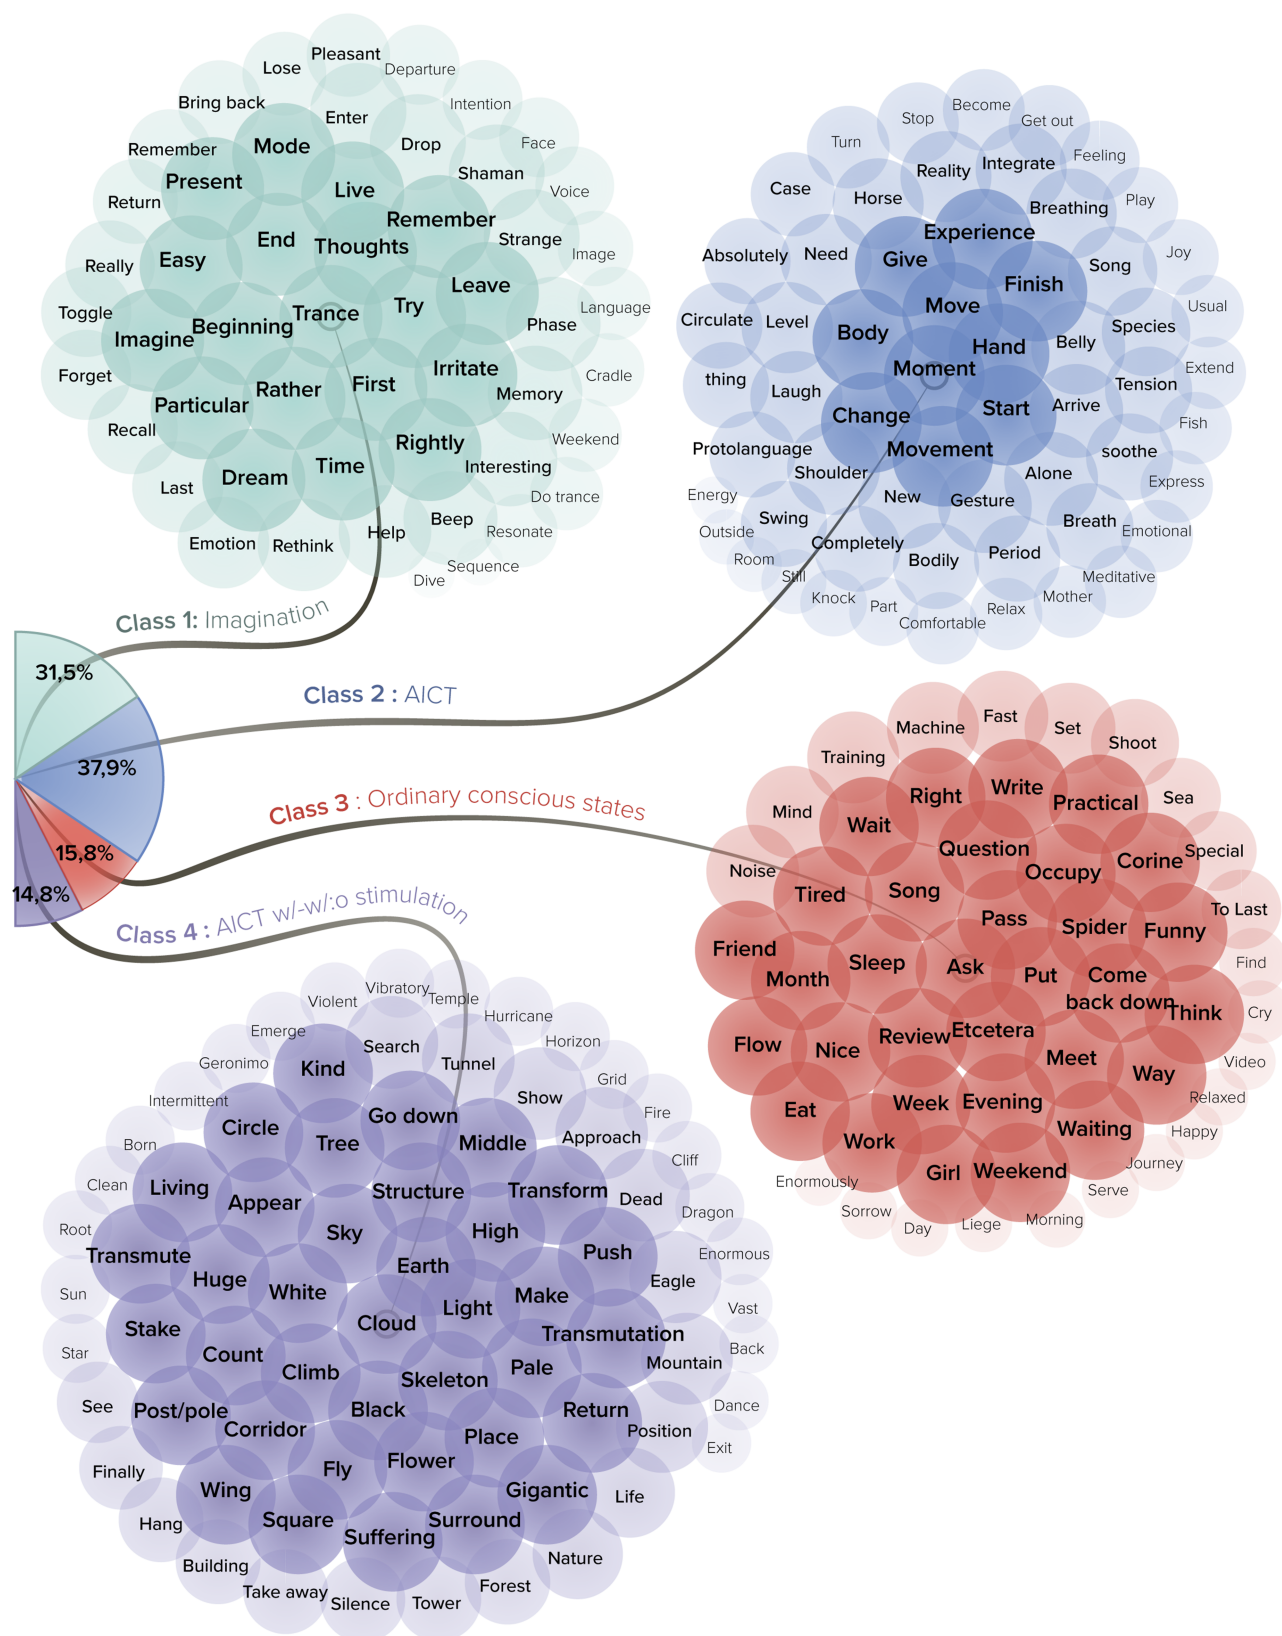 Pleasant
Lose
Departure
Bring back
Enter
Intention
Remember
Mode
Drop
Face
Present
Live
Shaman
Voice
Return
Remember
End
Thoughts
Strange
Image
Really
Easy
Leave
Toggle
Trance
Try
Language
Imagine
Beginning
Phase
Forget
Rather
First
Irritate
Cradle
Particular
Memory
Recall
Rightly
Weekend
Last
Dream
Time
Interesting
Do trance
Emotion
Rethink
Help
Beep
Resonate
Dive
Sequence
Class 1: Imagination
Become
Stop
Get out
Turn
Reality
Integrate
Feeling
Case
Horse
Breathing
Play
Experience
Absolutely
Need
Give
Song
Joy
Finish
Move
Usual
Circulate
Level
Body
Hand
Belly
Species
Moment
Extend
thing
Laugh
Tension
Change
Start
Arrive
Fish
Protolanguage
Movement
soothe
Shoulder
Alone
Energy
New
Gesture
Express
Outside
Swing
Breath
Emotional
Completely
Room
Bodily
Period
Still
Meditative
Knock
Part
Relax
Mother
Comfortable
31,5%
Class 2 : AICT
37,9%
Class 3 : Ordinary conscious states
15,8%
14,8%
Class 4 : AICT w/-w/:o stimulation
Machine
Fast
Set
Shoot
Training
Right
Write
Practical
Sea
Mind
Wait
Question
Occupy
Corine
Special
Noise
Tired
Song
To Last
Pass
Spider
Funny
Friend
Month
Sleep
Ask
Put
Come
back down
Find
Think
Cry
Flow
Nice
Review
Etcetera
Meet
Way
Video
Relaxed
Eat
Week
Evening
Work
Waiting
Happy
Enormously
Girl
Weekend
Journey
Serve
Sorrow
Day
Liege
Morning
Vibratory
Violent
Temple
Hurricane
Emerge
Search
Horizon
Geronimo
Kind
Tunnel
Grid
Intermittent
Show
Fire
Circle
Go down
Born
Tree
Middle
Approach
Cliff
Clean
Living
Appear
Structure
Transform
Dead
Dragon
Root
Sky
High
Transmute
Push
Enormous
Huge
White
Earth
Eagle
Sun
Light
Make
Vast
Stake
Cloud
Transmutation
Star
Count
Climb
Skeleton
Pale
Mountain
Back
See
Post/pole
Black
Return
Dance
Corridor
Place
Position
Exit
Finally
Fly
Flower
Wing
Gigantic
Life
Hang
Square
Suffering
Surround
Building
Nature
Take away
Silence
Tower
Forest